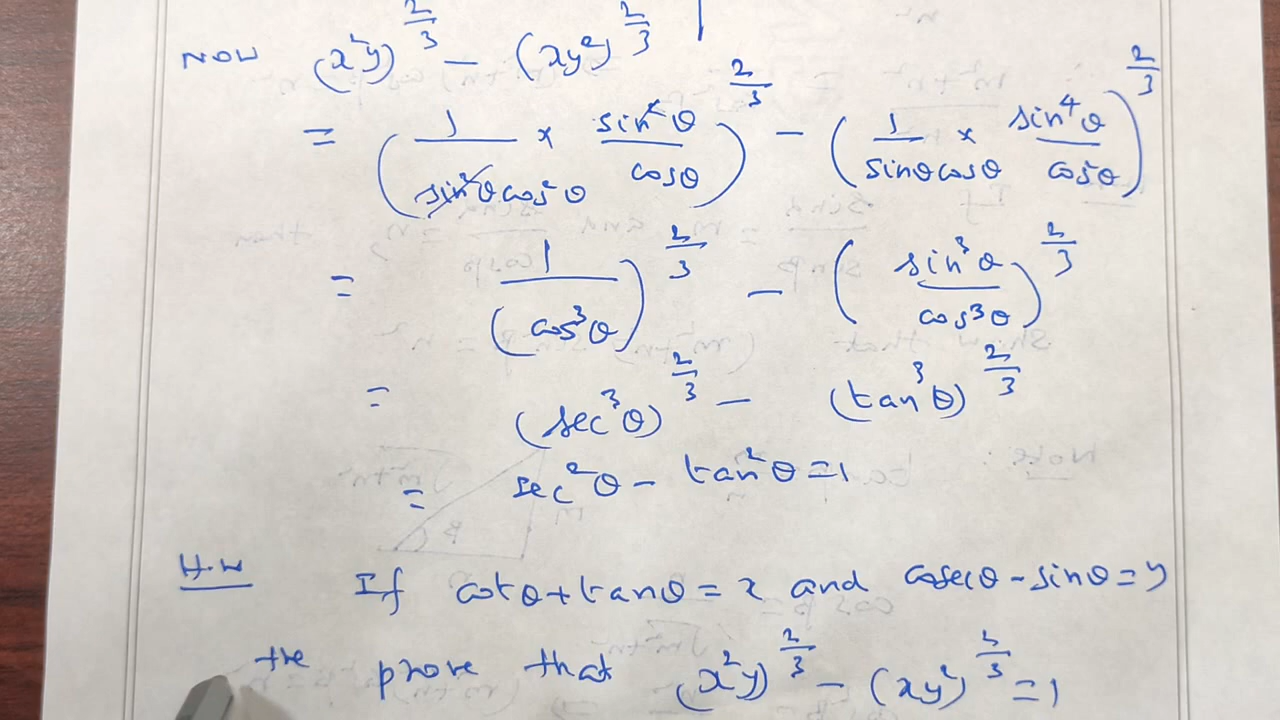 NOW (x²y)^(2/3) − (xy²)^(2/3)
= (1/(sin²θ cos²θ) × sin²θ/cosθ)^(2/3) − (1/(sinθ cosθ) × sin⁴θ/cos²θ)^(2/3)
= (1/(cos³θ))^(2/3) − (sin³θ/cos³θ)^(2/3)
= (sec³θ)^(2/3) − (tan³θ)^(2/3)
= sec²θ − tan²θ = 1
H.W If cotθ + tanθ = x and cosecθ − sinθ = y
the prove that (x²y)^(2/3) − (xy²)^(2/3) = 1